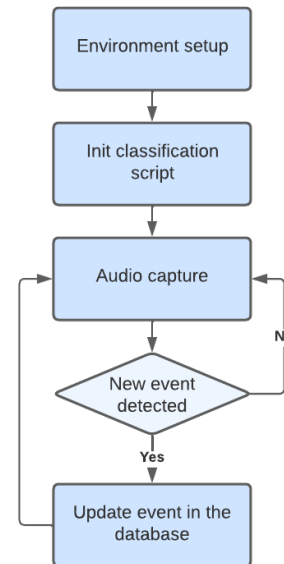 Environment setup
Init classification
script
Audio capture
New event
detected
Yes
Update event in the
database